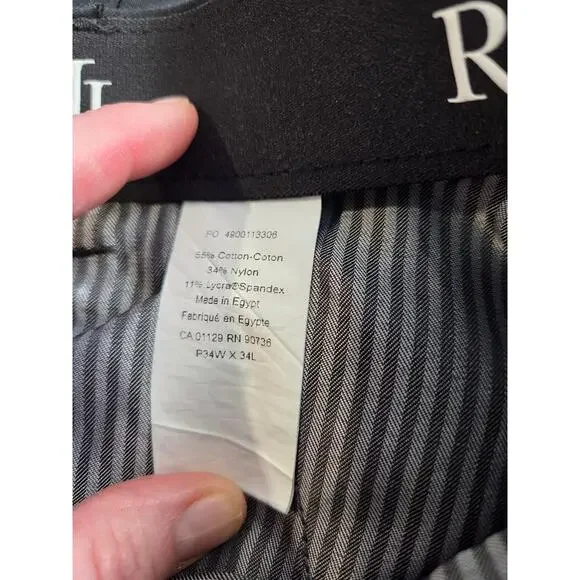 R
PO 4900113306
55% Cotton-Coton
34% Nylon
11% Lycra®Spandex
Made in Egypt
Fabriqué en Egypte
CA 01129 RN 90736
P34W X 34L